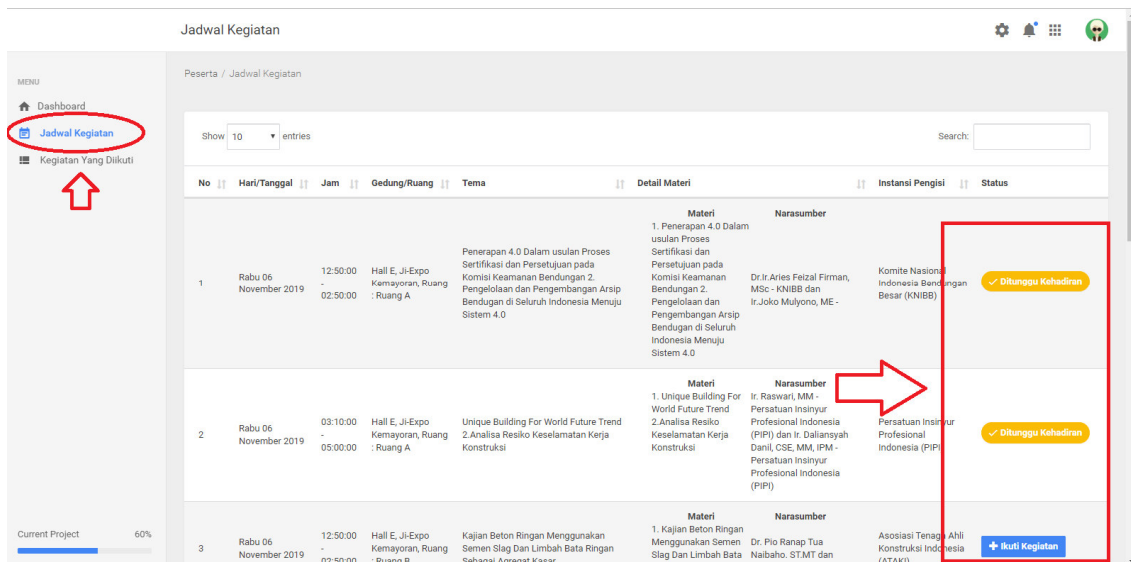 Jadwal Kegiatan
Peserta / Jadwal Kegiatan
MENU
Dashboard
Jadwal Kegiatan
Kegiatan Yang Diikuti
Show 10 entries
Search:
No Hari/Tanggal Jam Gedung/Ruang Tema Detail Materi Instansi Pengisi Status
1
Rabu 06
November 2019
12:50:00
-
02:50:00
Hall E, Ji-Expo
Kemayoran, Ruang
: Ruang A
Penerapan 4.0 Dalam usulan Proses
Sertifikasi dan Persetujuan pada
Komisi Keamanan Bendungan 2.
Pengelolaan dan Pengembangan Arsip
Bendugan di Seluruh Indonesia Menuju
Sistem 4.0
Materi
1. Penerapan 4.0 Dalam
usulan Proses
Sertifikasi dan
Persetujuan pada
Komisi Keamanan
Bendungan 2.
Pengelolaan dan
Pengembangan Arsip
Bendugan di Seluruh
Indonesia Menuju
Sistem 4.0
Narasumber
Dr.Ir.Aries Feizal Firman,
MSc - KNIBB dan
Ir.Joko Mulyono, ME -
Komite Nasional
Indonesia Bendungan
Besar (KNIBB)
Ditunggu Kehadiran
2
Rabu 06
November 2019
03:10:00
-
05:00:00
Hall E, Ji-Expo
Kemayoran, Ruang
: Ruang A
Unique Building For World Future Trend
2.Analisa Resiko Keselamatan Kerja
Konstruksi
Materi
1. Unique Building For
World Future Trend
2.Analisa Resiko
Keselamatan Kerja
Konstruksi
Narasumber
Ir. Raswari, MM -
Persatuan Insinyur
Profesional Indonesia
(PIPI) dan Ir. Daliansyah
Danil, CSE, MM, IPM -
Persatuan Insinyur
Profesional Indonesia
(PIPI)
Persatuan Insinyur
Profesional
Indonesia (PIPI)
Ditunggu Kehadiran
3
Rabu 06
November 2019
12:50:00
-
02:50:00
Hall E, Ji-Expo
Kemayoran, Ruang
: Ruang B
Kajian Beton Ringan Menggunakan
Semen Slag Dan Limbah Bata Ringan
Sebagai Agregat Kasar
Materi
1. Kajian Beton Ringan
Menggunakan Semen
Slag Dan Limbah Bata
Narasumber
Dr. Pio Ranap Tua
Naibaho. ST.MT dan
Asosiasi Tenaga Ahli
Konstruksi Indonesia
(ATAKI)
Ikuti Kegiatan
Current Project 60%